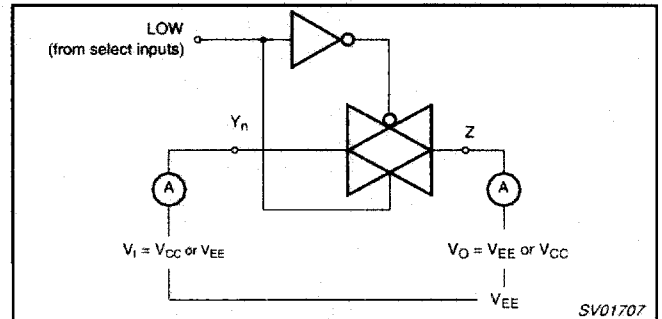 LOW
(from select inputs)
Yn
Z
A
A
VI = VCC or VEE
VO = VEE or VCC
VEE
SV01707